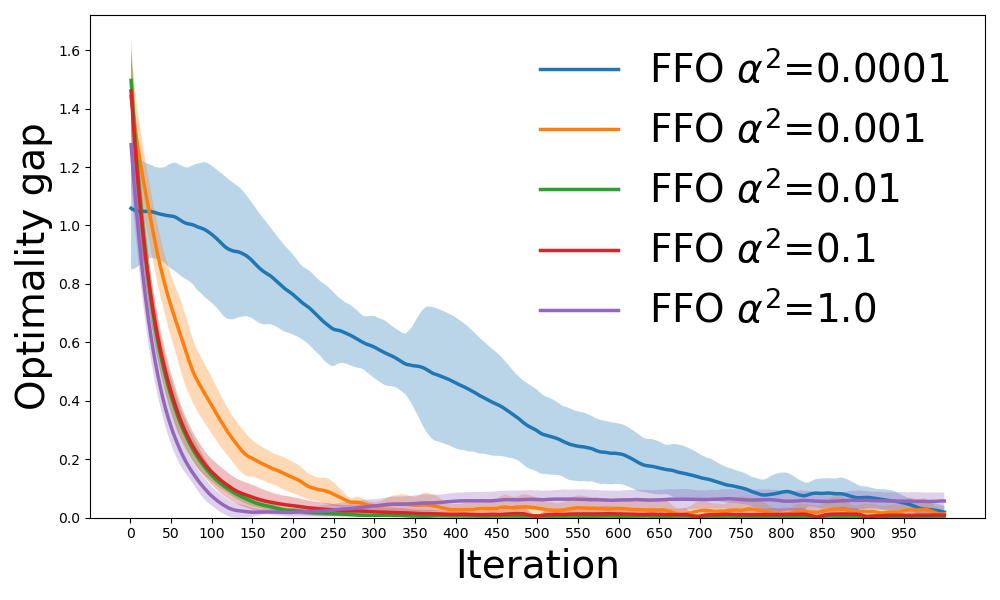 1.6
1.4
1.2
1.0
0.8
0.6
0.4
0.2
0.0
Optimality gap
FFO α²=0.0001
FFO α²=0.001
FFO α²=0.01
FFO α²=0.1
FFO α²=1.0
0 50 100 150 200 250 300 350 400 450 500 550 600 650 700 750 800 850 900 950
Iteration